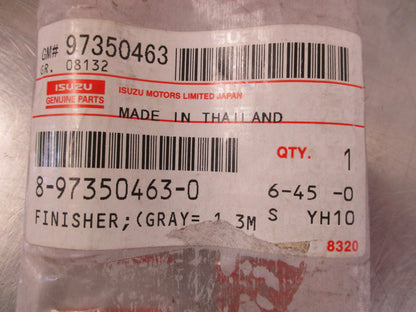 GM# 97350463
GR. 08132
ISUZU
GENUINE PARTS
ISUZU MOTORS LIMITED JAPAN
MADE IN THAILAND
QTY. 1
8-97350463-0
6-45 -0
FINISHER;(GRAY= 1 3M
S YH10
8320